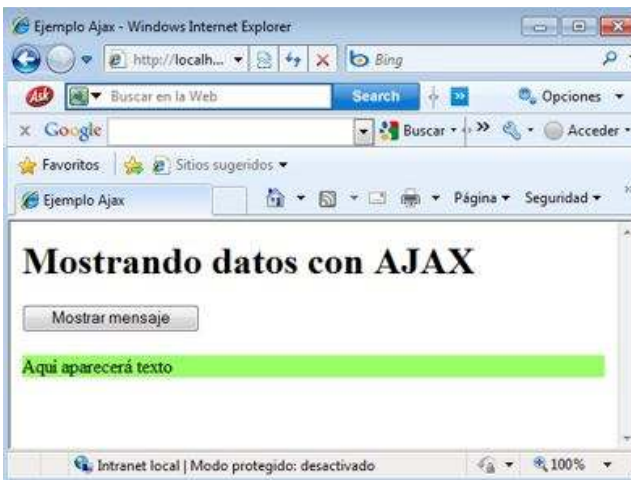 Ejemplo Ajax - Windows Internet Explorer
http://localh... Bing
Ask Buscar en la Web Search Opciones
x Google Buscar Acceder
Favoritos Sitios sugeridos
Ejemplo Ajax Página Seguridad
Mostrando datos con AJAX
Mostrar mensaje
Aqui aparecerá texto
Intranet local | Modo protegido: desactivado 100%